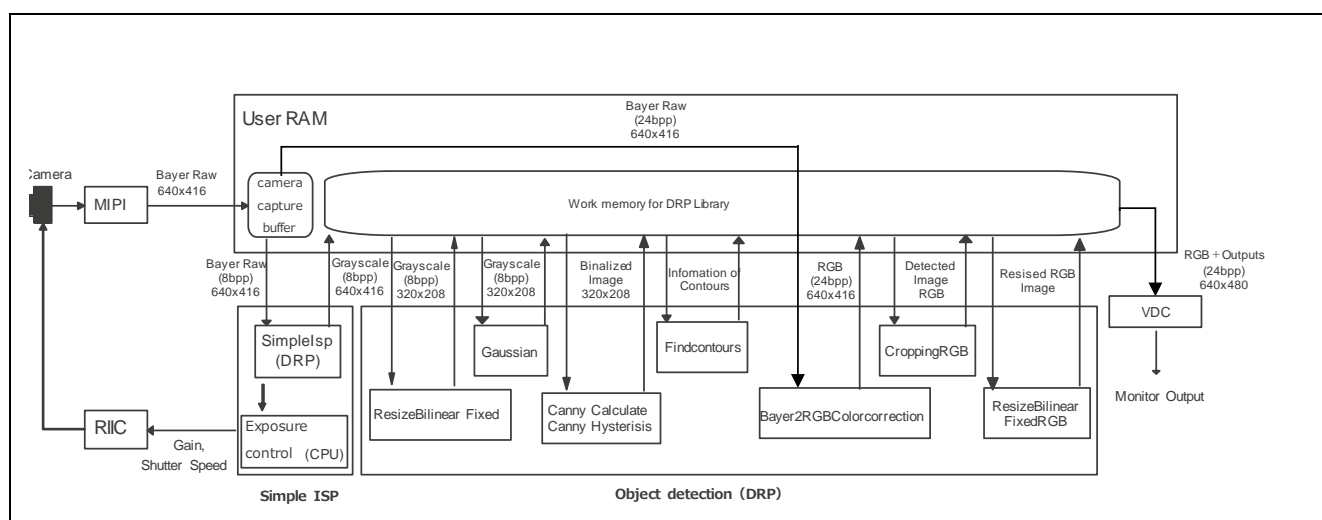 User RAM
Bayer Raw
(24bpp)
640x416
Camera
MIPI
Bayer Raw
640x416
camera
capture
buffer
Work memory for DRP Library
Bayer Raw
(8bpp)
640x416
Grayscale
(8bpp)
640x416
Grayscale
(8bpp)
320x208
Grayscale
(8bpp)
320x208
Binalized
Image
320x208
Infomation of
Contours
RGB
(24bpp)
640x416
Detected
Image
RGB
Resised RGB
Image
RGB+Outputs
(24bpp)
640x480
VDC
Monitor Output
SimpleIsp
(DRP)
Exposure
control (CPU)
RIIC
Gain,
Shutter Speed
Simple ISP
ResizeBilinear Fixed
Gaussian
Canny Calculate
Canny Hysterisis
Findcontours
Bayer2RGBColorcorrection
CroppingRGB
ResizeBilinear
FixedRGB
Object detection (DRP)